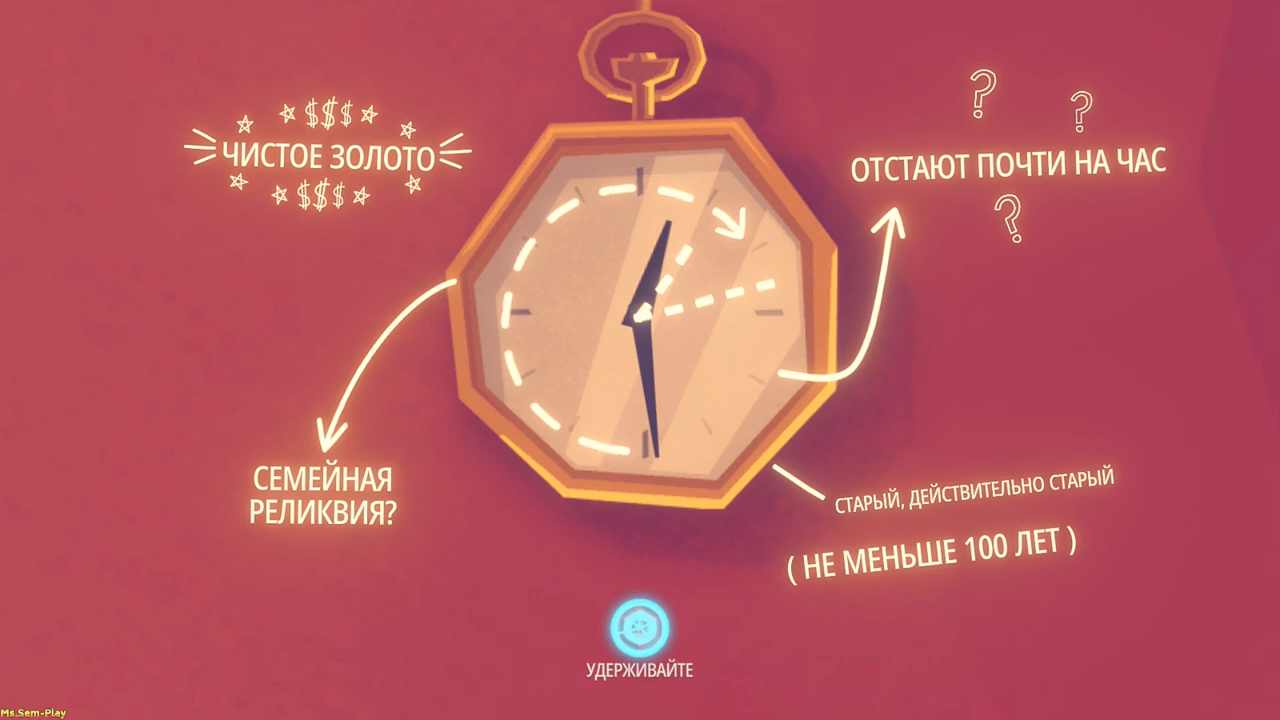 $$$
ЧИСТОЕ ЗОЛОТО
$$$
? ?
ОТСТАЮТ ПОЧТИ НА ЧАС
?
СЕМЕЙНАЯ
РЕЛИКВИЯ?
СТАРЫЙ, ДЕЙСТВИТЕЛЬНО СТАРЫЙ
( НЕ МЕНЬШЕ 100 ЛЕТ )
УДЕРЖИВАЙТЕ
Ms.Sem-Play